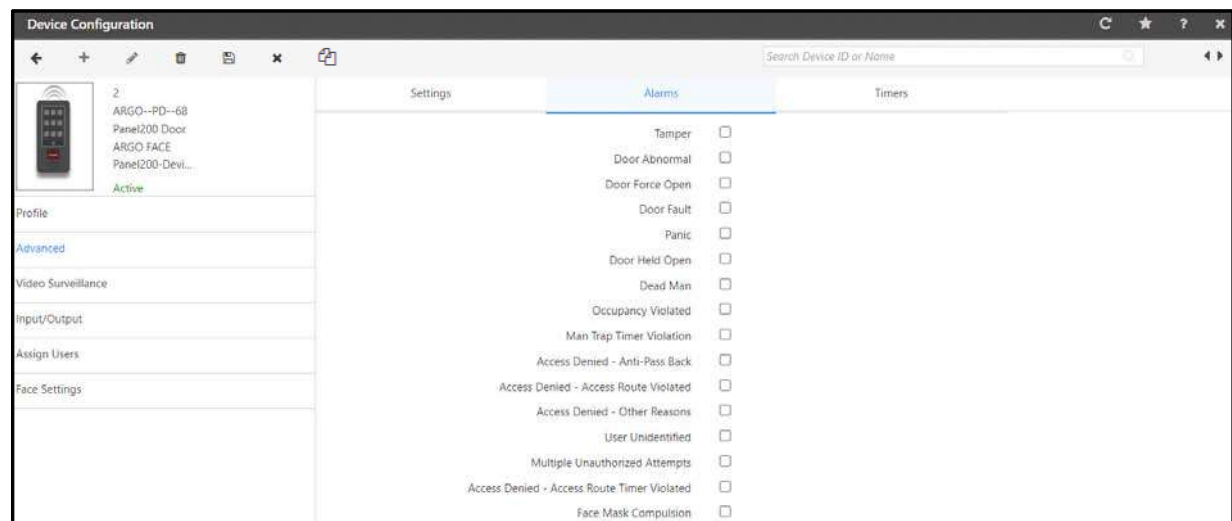 Device Configuration
Search Device ID or Name
2
ARGO--PD--68
Panel200 Door
ARGO FACE
Panel200-Devi...
Active
Profile
Advanced
Video Surveillance
Input/Output
Assign Users
Face Settings
Settings
Alarms
Timers
Tamper
Door Abnormal
Door Force Open
Door Fault
Panic
Door Held Open
Dead Man
Occupancy Violated
Man Trap Timer Violation
Access Denied - Anti-Pass Back
Access Denied - Access Route Violated
Access Denied - Other Reasons
User Unidentified
Multiple Unauthorized Attempts
Access Denied - Access Route Timer Violated
Face Mask Compulsion